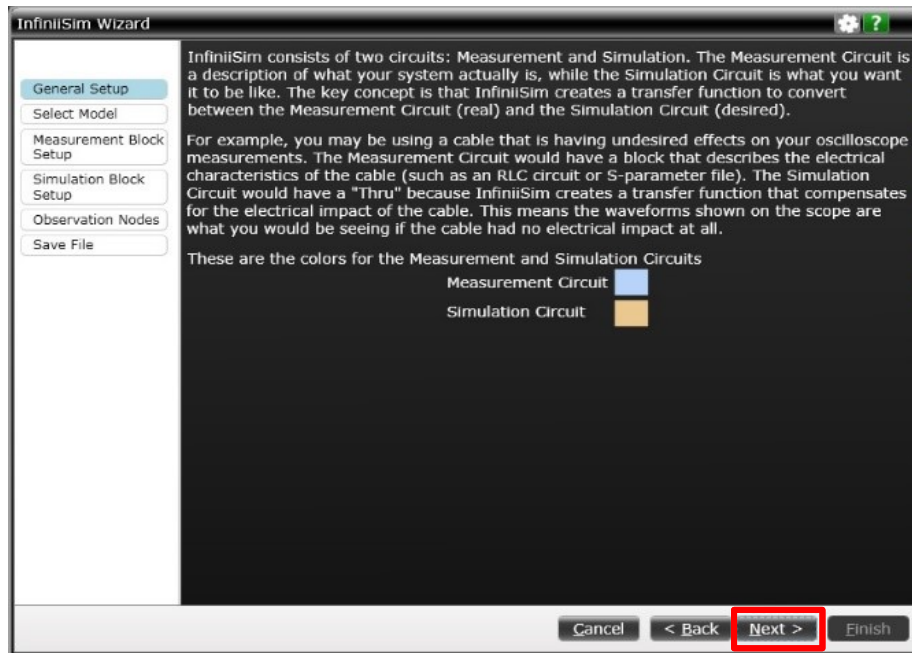 InfiniiSim Wizard
?
General Setup
Select Model
Measurement Block
Setup
Simulation Block
Setup
Observation Nodes
Save File
InfiniiSim consists of two circuits: Measurement and Simulation. The Measurement Circuit is
a description of what your system actually is, while the Simulation Circuit is what you want
it to be like. The key concept is that InfiniiSim creates a transfer function to convert
between the Measurement Circuit (real) and the Simulation Circuit (desired).
For example, you may be using a cable that is having undesired effects on your oscilloscope
measurements. The Measurement Circuit would have a block that describes the electrical
characteristics of the cable (such as an RLC circuit or S-parameter file). The Simulation
Circuit would have a "Thru" because InfiniiSim creates a transfer function that compensates
for the electrical impact of the cable. This means the waveforms shown on the scope are
what you would be seeing if the cable had no electrical impact at all.
These are the colors for the Measurement and Simulation Circuits
Measurement Circuit
Simulation Circuit
Cancel
< Back
Next >
Finish